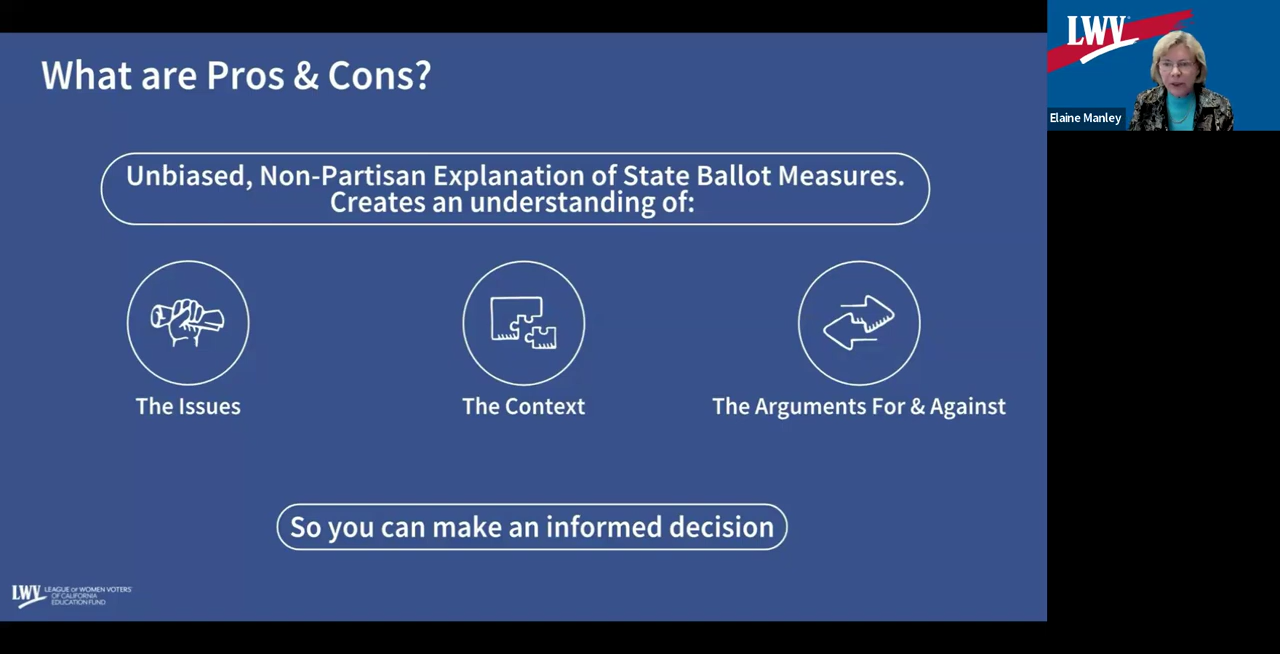 What are Pros & Cons?
Unbiased, Non-Partisan Explanation of State Ballot Measures.
Creates an understanding of:
The Issues
The Context
The Arguments For & Against
So you can make an informed decision
LWV LEAGUE OF WOMEN VOTERS®
OF CALIFORNIA
EDUCATION FUND
LWV
Elaine Manley